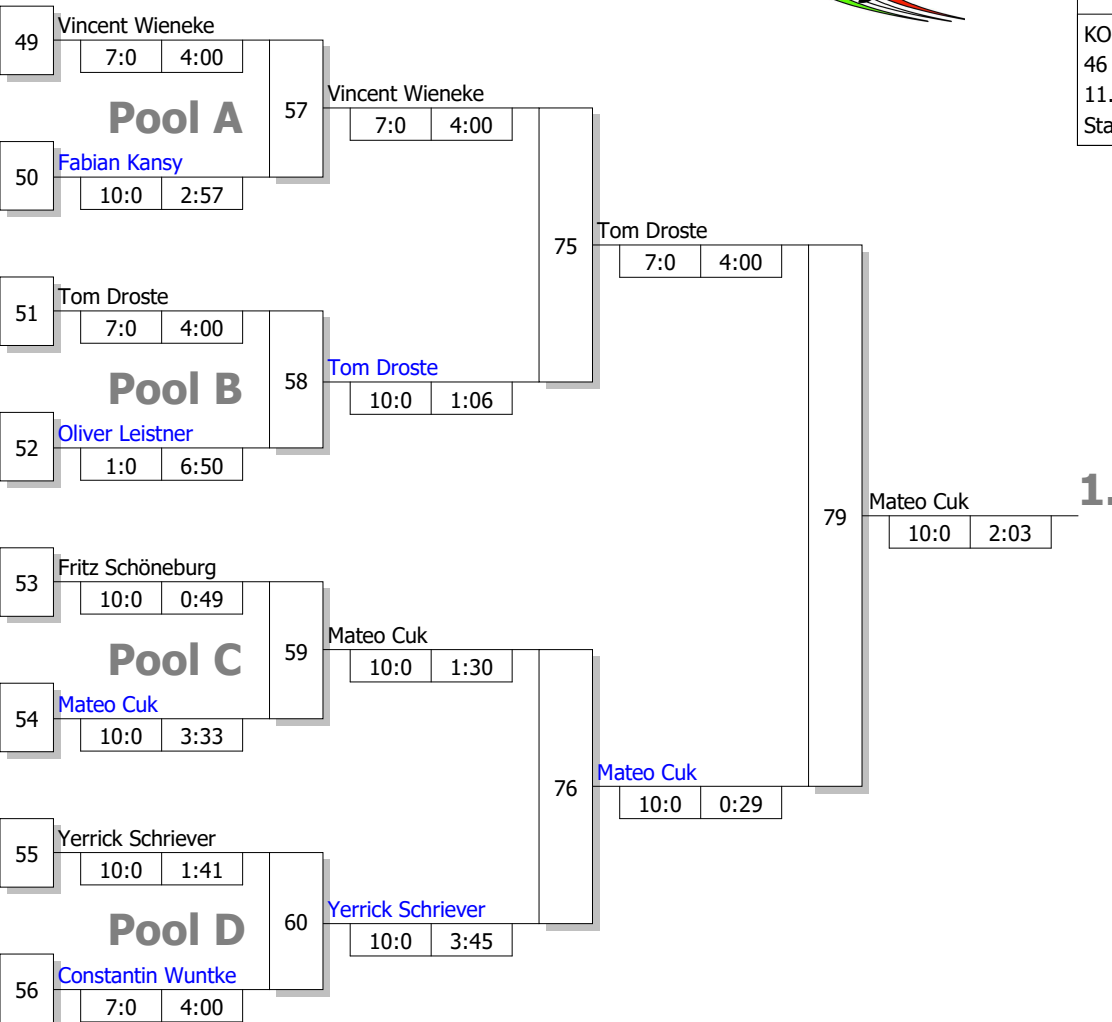 49
Vincent Wieneke
7:0 4:00
Pool A
50
Fabian Kansy
10:0 2:57
57
Vincent Wieneke
7:0 4:00
51
Tom Droste
7:0 4:00
Pool B
52
Oliver Leistner
1:0 6:50
58
Tom Droste
10:0 1:06
75
Tom Droste
7:0 4:00
53
Fritz Schöneburg
10:0 0:49
Pool C
54
Mateo Cuk
10:0 3:33
59
Mateo Cuk
10:0 1:30
55
Yerrick Schriever
10:0 1:41
Pool D
56
Constantin Wuntke
7:0 4:00
60
Yerrick Schriever
10:0 3:45
76
Mateo Cuk
10:0 0:29
79
Mateo Cuk
10:0 2:03
1.
KO
46
11.
Sta